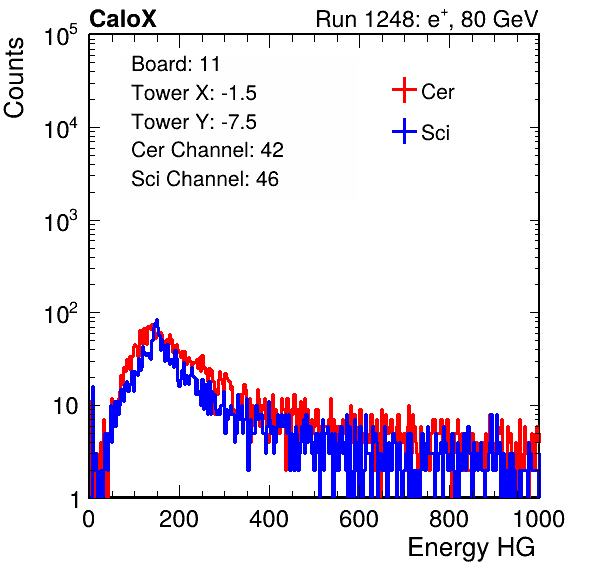 CaloX Run 1248: e⁺, 80 GeV
Counts
10⁵
10⁴
10³
10²
10
1
Board: 11
Tower X: -1.5
Tower Y: -7.5
Cer Channel: 42
Sci Channel: 46
Cer
Sci
0 200 400 600 800 1000
Energy HG